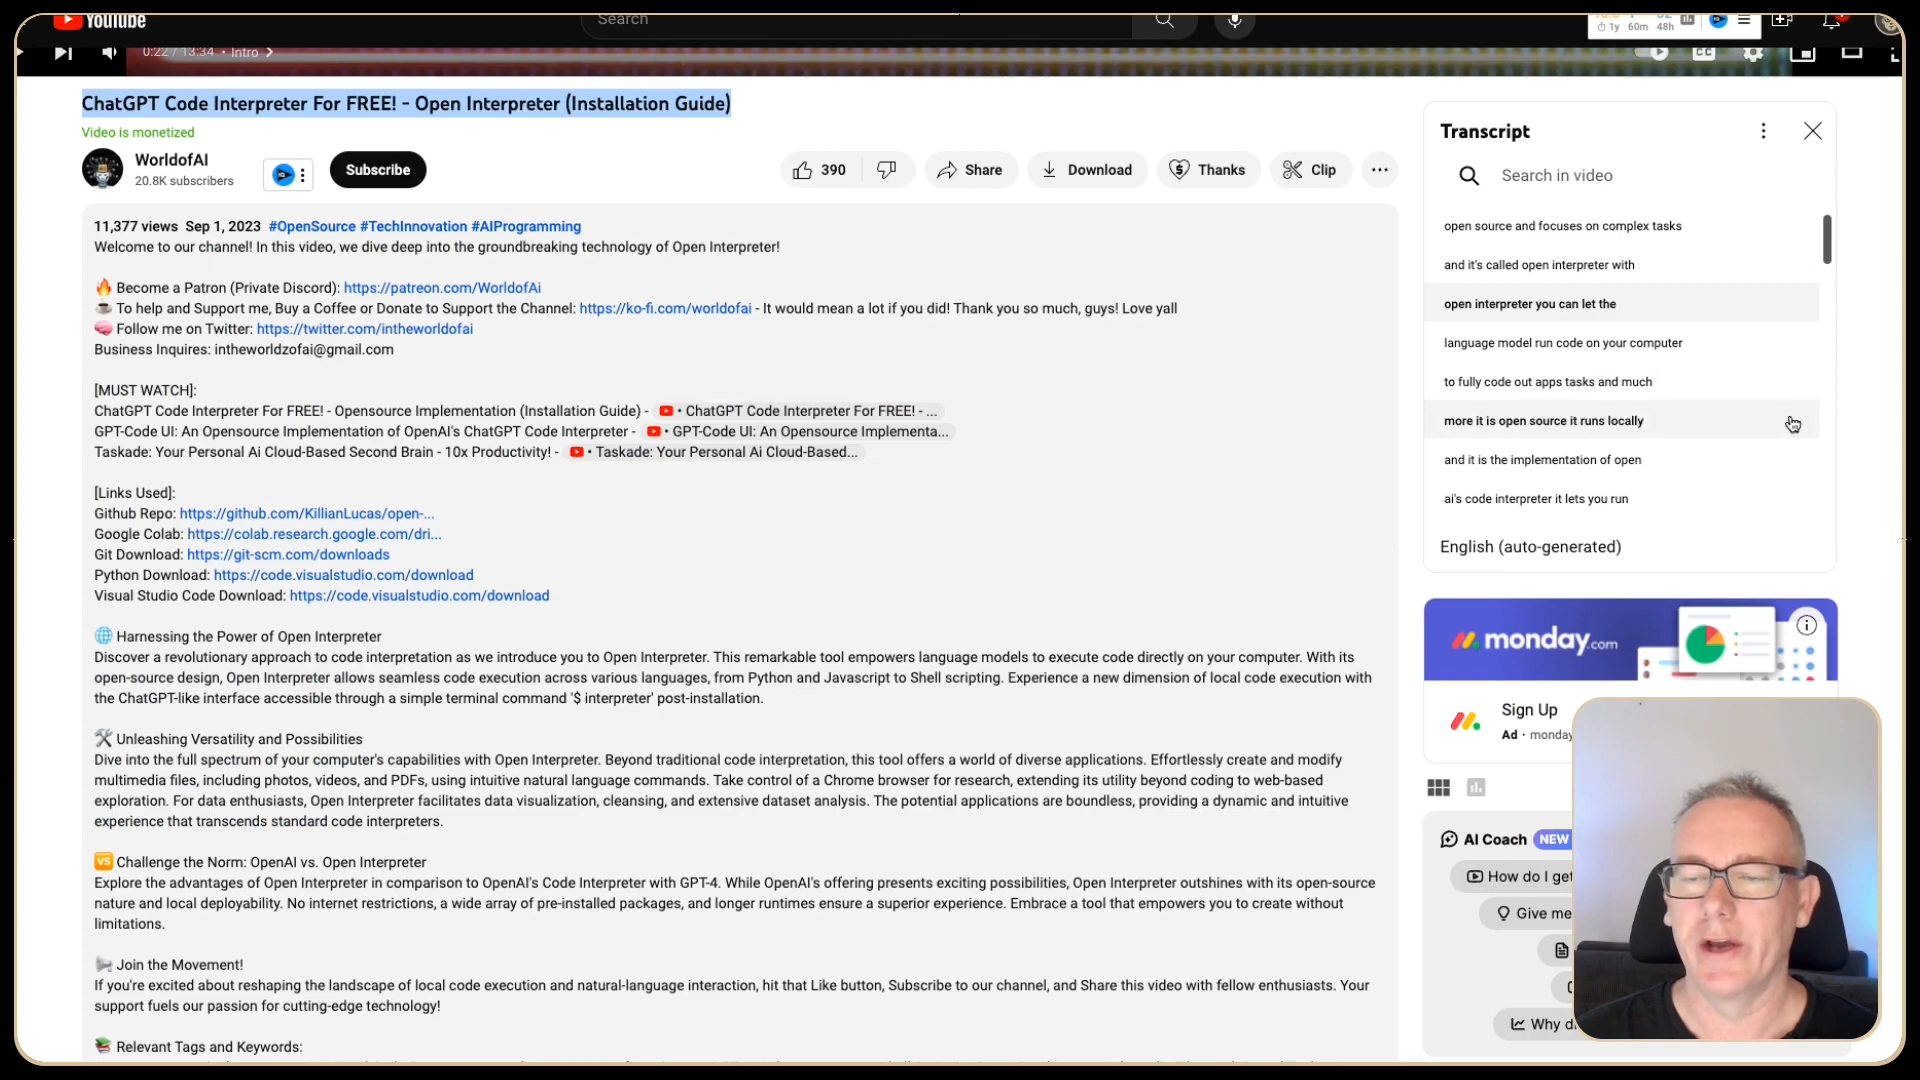 YouTube
Search
1y 60m 48h
0:22 / 13:34 • Intro
ChatGPT Code Interpreter For FREE! - Open Interpreter (Installation Guide)
Video is monetized
WorldofAI
20.8K subscribers
Subscribe
390
Share
Download
Thanks
Clip
11,377 views Sep 1, 2023 #OpenSource #TechInnovation #AIProgramming
Welcome to our channel! In this video, we dive deep into the groundbreaking technology of Open Interpreter!
🔥 Become a Patron (Private Discord): https://patreon.com/WorldofAi
☕ To help and Support me, Buy a Coffee or Donate to Support the Channel: https://ko-fi.com/worldofai - It would mean a lot if you did! Thank you so much, guys! Love yall
🧠 Follow me on Twitter: https://twitter.com/intheworldofai
Business Inquires: intheworldzofai@gmail.com
[MUST WATCH]:
ChatGPT Code Interpreter For FREE! - Opensource Implementation (Installation Guide) - • ChatGPT Code Interpreter For FREE! - ...
GPT-Code UI: An Opensource Implementation of OpenAI's ChatGPT Code Interpreter - • GPT-Code UI: An Opensource Implementa...
Taskade: Your Personal Ai Cloud-Based Second Brain - 10x Productivity! - • Taskade: Your Personal Ai Cloud-Based...
[Links Used]:
Github Repo: https://github.com/KillianLucas/open-...
Google Colab: https://colab.research.google.com/dri...
Git Download: https://git-scm.com/downloads
Python Download: https://code.visualstudio.com/download
Visual Studio Code Download: https://code.visualstudio.com/download
🌐 Harnessing the Power of Open Interpreter
Discover a revolutionary approach to code interpretation as we introduce you to Open Interpreter. This remarkable tool empowers language models to execute code directly on your computer. With its
open-source design, Open Interpreter allows seamless code execution across various languages, from Python and Javascript to Shell scripting. Experience a new dimension of local code execution with
the ChatGPT-like interface accessible through a simple terminal command '$ interpreter' post-installation.
🛠 Unleashing Versatility and Possibilities
Dive into the full spectrum of your computer's capabilities with Open Interpreter. Beyond traditional code interpretation, this tool offers a world of diverse applications. Effortlessly create and modify
multimedia files, including photos, videos, and PDFs, using intuitive natural language commands. Take control of a Chrome browser for research, extending its utility beyond coding to web-based
exploration. For data enthusiasts, Open Interpreter facilitates data visualization, cleansing, and extensive dataset analysis. The potential applications are boundless, providing a dynamic and intuitive
experience that transcends standard code interpreters.
🆚 Challenge the Norm: OpenAI vs. Open Interpreter
Explore the advantages of Open Interpreter in comparison to OpenAI's Code Interpreter with GPT-4. While OpenAI's offering presents exciting possibilities, Open Interpreter outshines with its open-source
nature and local deployability. No internet restrictions, a wide array of pre-installed packages, and longer runtimes ensure a superior experience. Embrace a tool that empowers you to create without
limitations.
📣 Join the Movement!
If you're excited about reshaping the landscape of local code execution and natural-language interaction, hit that Like button, Subscribe to our channel, and Share this video with fellow enthusiasts. Your
support fuels our passion for cutting-edge technology!
📚 Relevant Tags and Keywords:
Transcript
Search in video
open source and focuses on complex tasks
and it's called open interpreter with
open interpreter you can let the
language model run code on your computer
to fully code out apps tasks and much
more it is open source it runs locally
and it is the implementation of open
ai's code interpreter it lets you run
English (auto-generated)
monday.com
Sign Up
Ad • monday
AI Coach NEW
How do I get
Give me
Why d